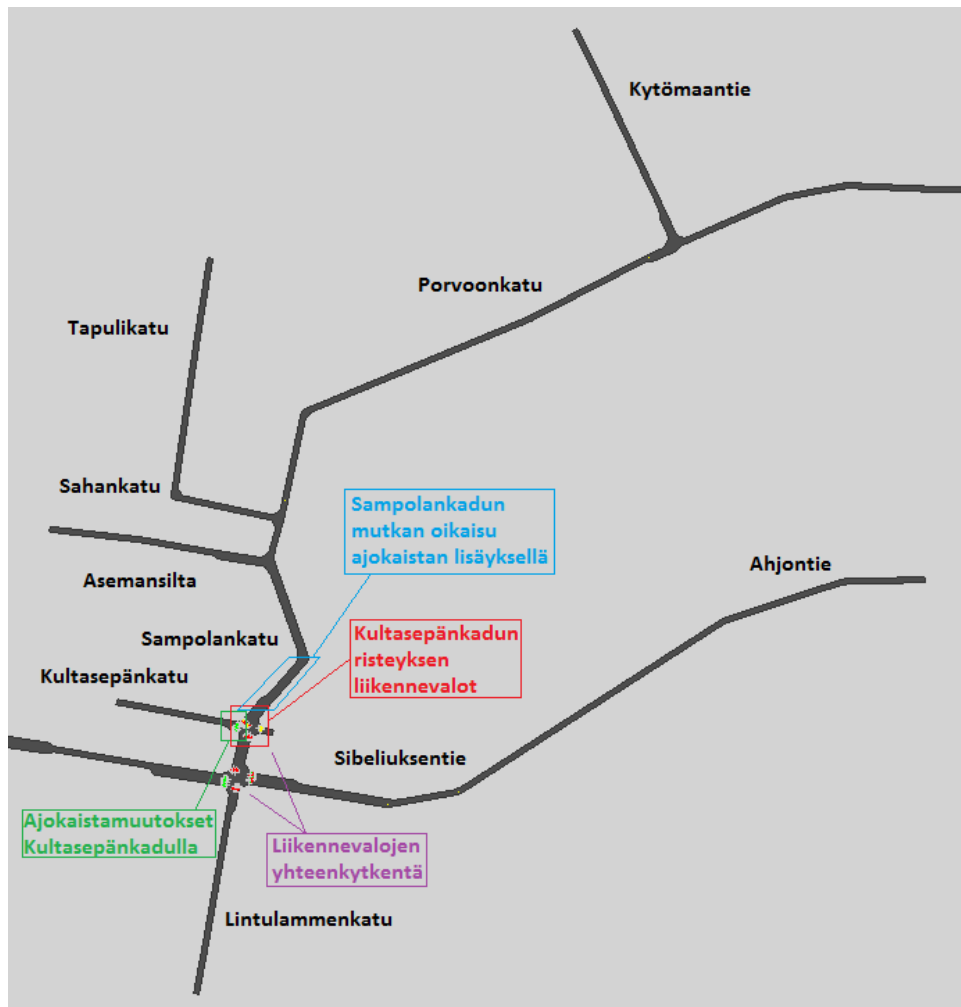 Kytömaantie
Porvoonkatu
Tapulikatu
Sahankatu
Sampolankadun
mutkan oikaisu
ajokaistan lisäyksellä
Asemansilta
Ahjontie
Sampolankatu
Kultasepänkadun
risteyksen
liikennevalot
Kultasepänkatu
Sibeliuksentie
Ajokaistamuutokset
Kultasepänkadulla
Liikennevalojen
yhteenkytkentä
Lintulammenkatu